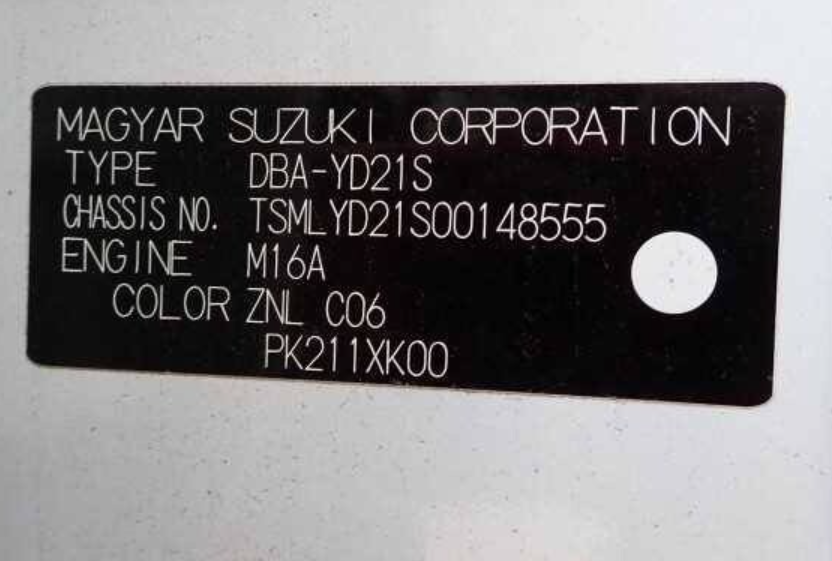 MAGYAR SUZUKI CORPORATION
TYPE DBA-YD21S
CHASSIS NO. TSMLYD21S00148555
ENGINE M16A
COLOR ZNL C06
PK211XK00